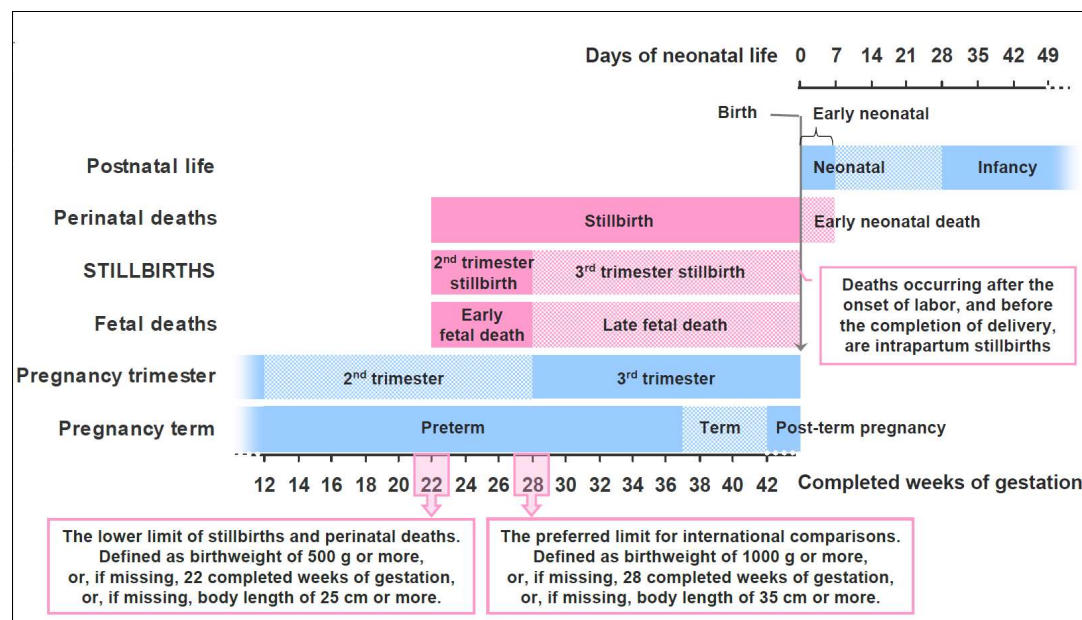 Days of neonatal life 0 7 14 21 28 35 42 49
Birth
Early neonatal
Postnatal life
Neonatal
Infancy
Perinatal deaths
Stillbirth
Early neonatal death
STILLBIRTHS
2nd trimester
stillbirth
3rd trimester stillbirth
Deaths occurring after the
onset of labor, and before
the completion of delivery,
are intrapartum stillbirths
Fetal deaths
Early
fetal death
Late fetal death
Pregnancy trimester
2nd trimester
3rd trimester
Pregnancy term
Preterm
Term
Post-term pregnancy
12 14 16 18 20 22 24 26 28 30 32 34 36 38 40 42 Completed weeks of gestation
The lower limit of stillbirths and perinatal deaths.
Defined as birthweight of 500 g or more,
or, if missing, 22 completed weeks of gestation,
or, if missing, body length of 25 cm or more.
The preferred limit for international comparisons.
Defined as birthweight of 1000 g or more,
or, if missing, 28 completed weeks of gestation,
or, if missing, body length of 35 cm or more.